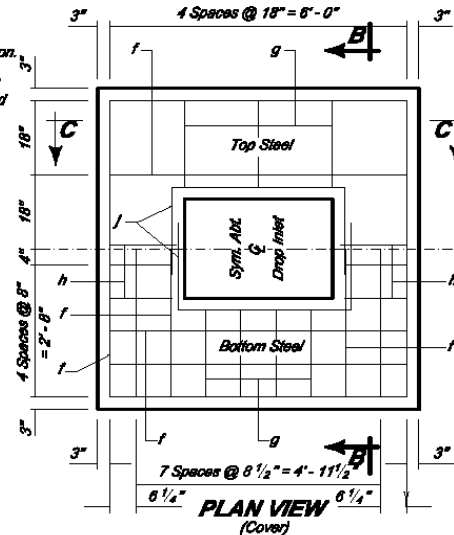 3" 4 Spaces @ 18" = 6' - 0" 3"
B
on.
f g
3"
d
C C
18"
Top Steel
18"
j
Sym. Abt.
℄
Drop Inlet
4"
h h
4 Spaces @ 8"
= 2' - 8"
f
Bottom Steel
f f
3"
f g
B
3" 3"
7 Spaces @ 8 1/2" = 4' - 11 1/2"
6 1/4" 6 1/4"
PLAN VIEW
(Cover)